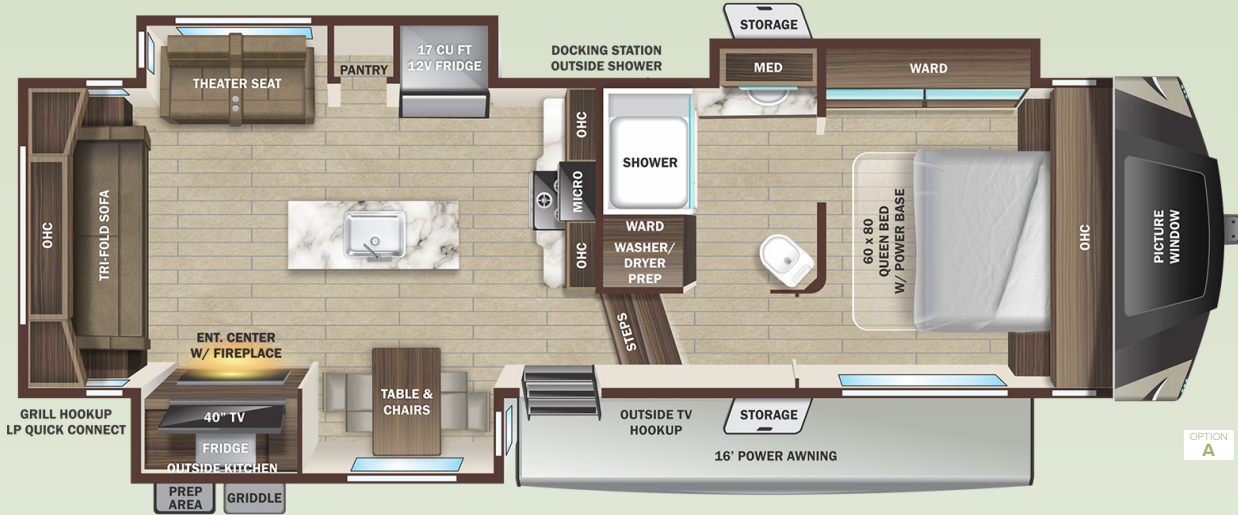 STORAGE
17 CU FT
12V FRIDGE
DOCKING STATION
OUTSIDE SHOWER
PANTRY
THEATER SEAT
MED
WARD
OHC
TRI-FOLD SOFA
OHC
MICRO
OHC
SHOWER
WARD
WASHER/
DRYER
PREP
60 x 80
QUEEN BED
W/ POWER BASE
OHC
PICTURE
WINDOW
STEPS
ENT. CENTER
W/ FIREPLACE
TABLE &
CHAIRS
40” TV
FRIDGE
OUTSIDE KITCHEN
PREP
AREA
GRIDDLE
GRILL HOOKUP
LP QUICK CONNECT
OUTSIDE TV
HOOKUP
STORAGE
16’ POWER AWNING
OPTION
A